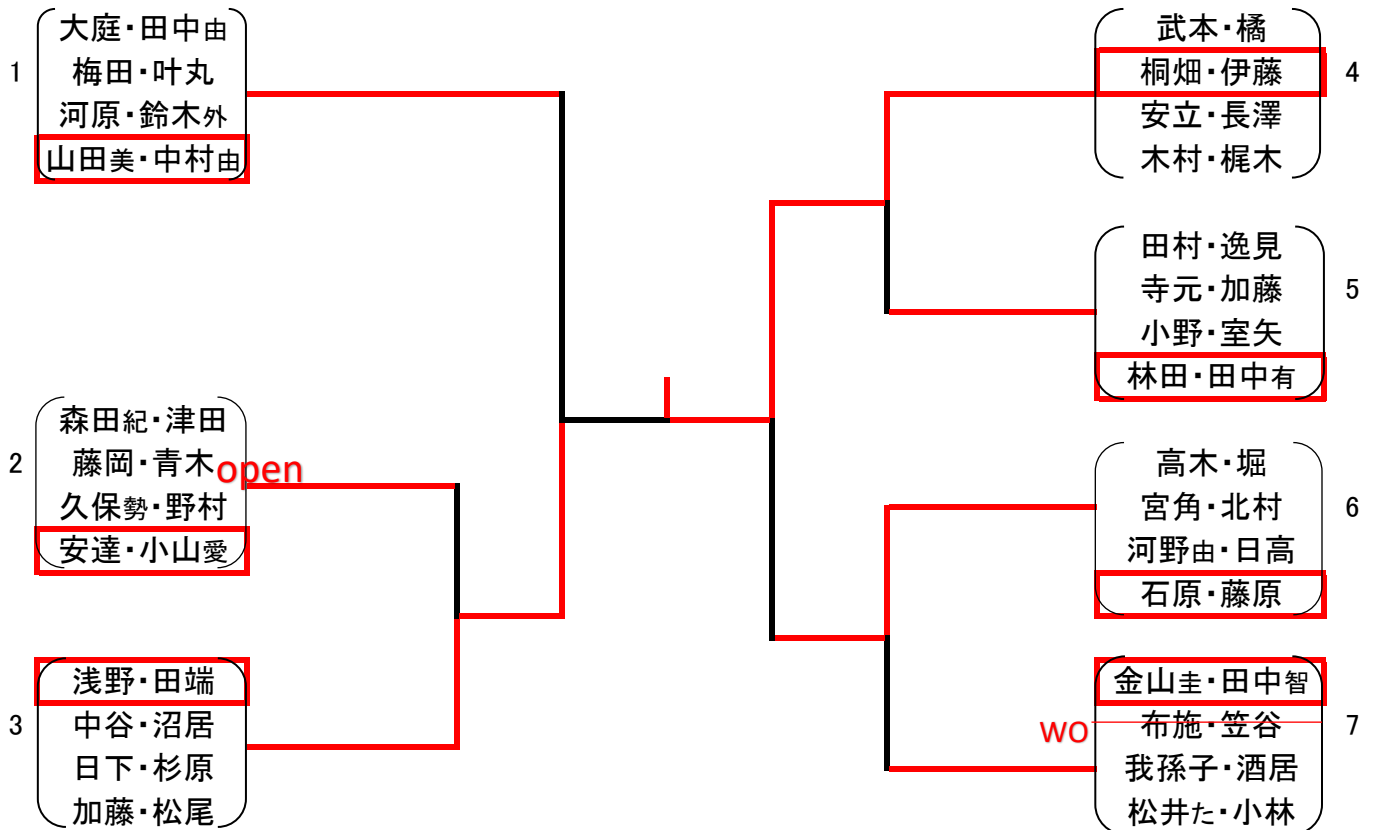 1
大庭・田中由
梅田・叶丸
河原・鈴木外
山田美・中村由
2
森田紀・津田
藤岡・青木
open
久保勢・野村
安達・小山愛
3
浅野・田端
中谷・沼居
日下・杉原
加藤・松尾
武本・橘
桐畑・伊藤
4
安立・長澤
木村・梶木
田村・逸見
寺元・加藤
5
小野・室矢
林田・田中有
高木・堀
宮角・北村
6
河野由・日高
石原・藤原
金山圭・田中智
wo
布施・笠谷
7
我孫子・酒居
松井た・小林